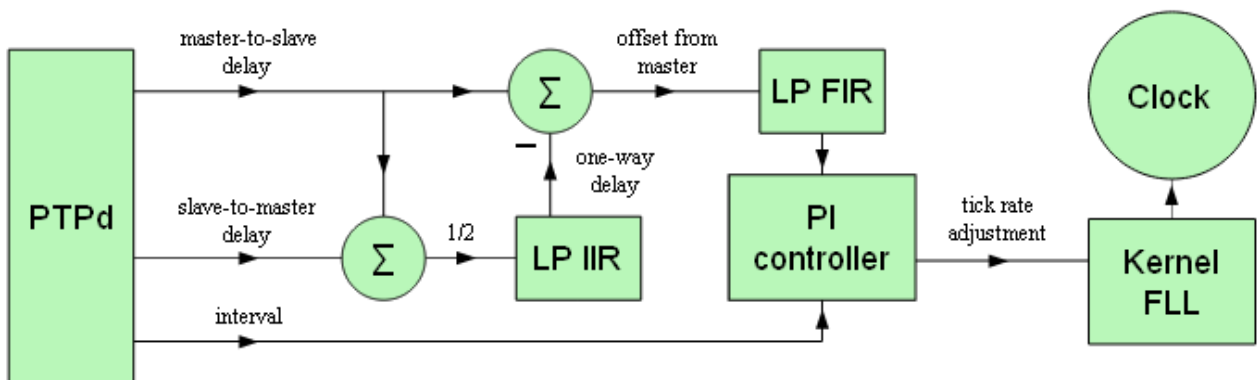 master-to-slave
delay
offset from
master
Σ
LP FIR
Clock
−
one-way
delay
PTPd
slave-to-master
delay
Σ
1/2
LP IIR
PI
controller
tick rate
adjustment
Kernel
FLL
interval